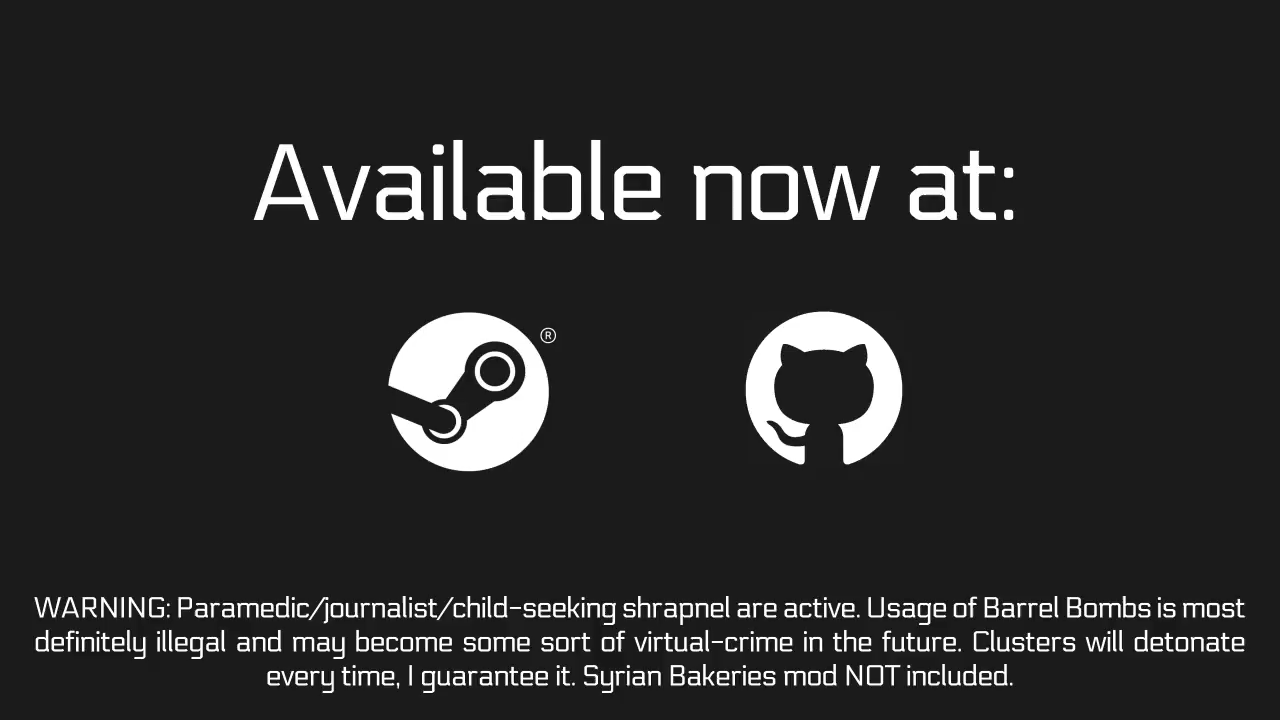 Available now at:
®
WARNING: Paramedic/journalist/child-seeking shrapnel are active. Usage of Barrel Bombs is most
definitely illegal and may become some sort of virtual-crime in the future. Clusters will detonate
every time, I guarantee it. Syrian Bakeries mod NOT included.